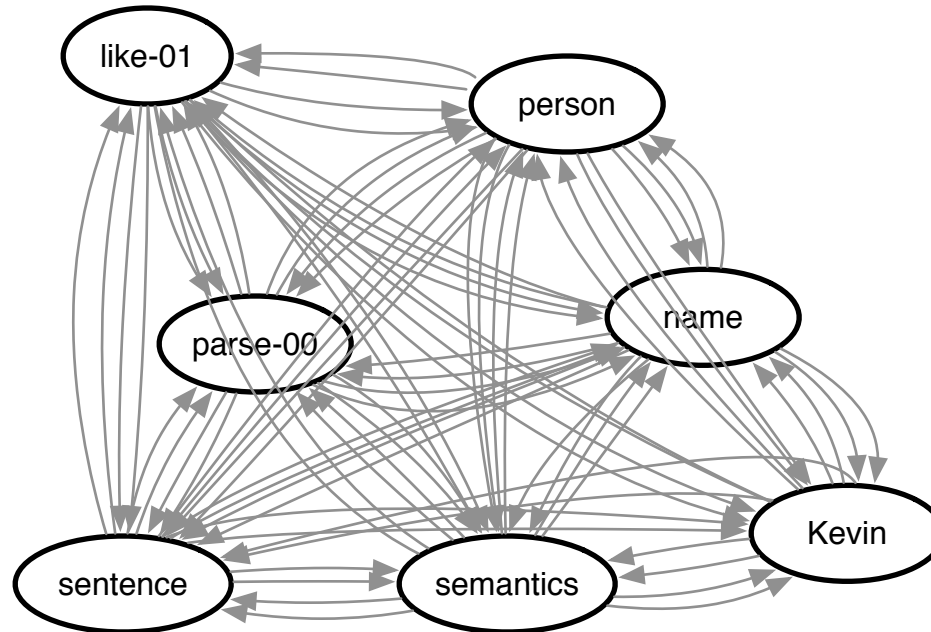 like-01
person
name
parse-00
Kevin
sentence
semantics